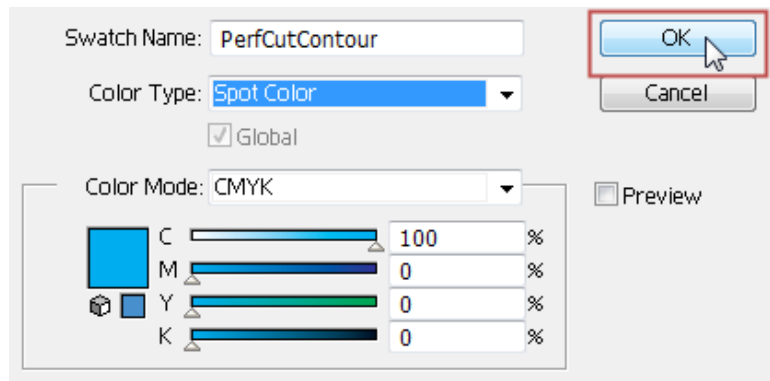 Swatch Name: PerfCutContour
OK
Color Type: Spot Color
Cancel
Global
Color Mode: CMYK
Preview
C 100 %
M 0 %
Y 0 %
K 0 %